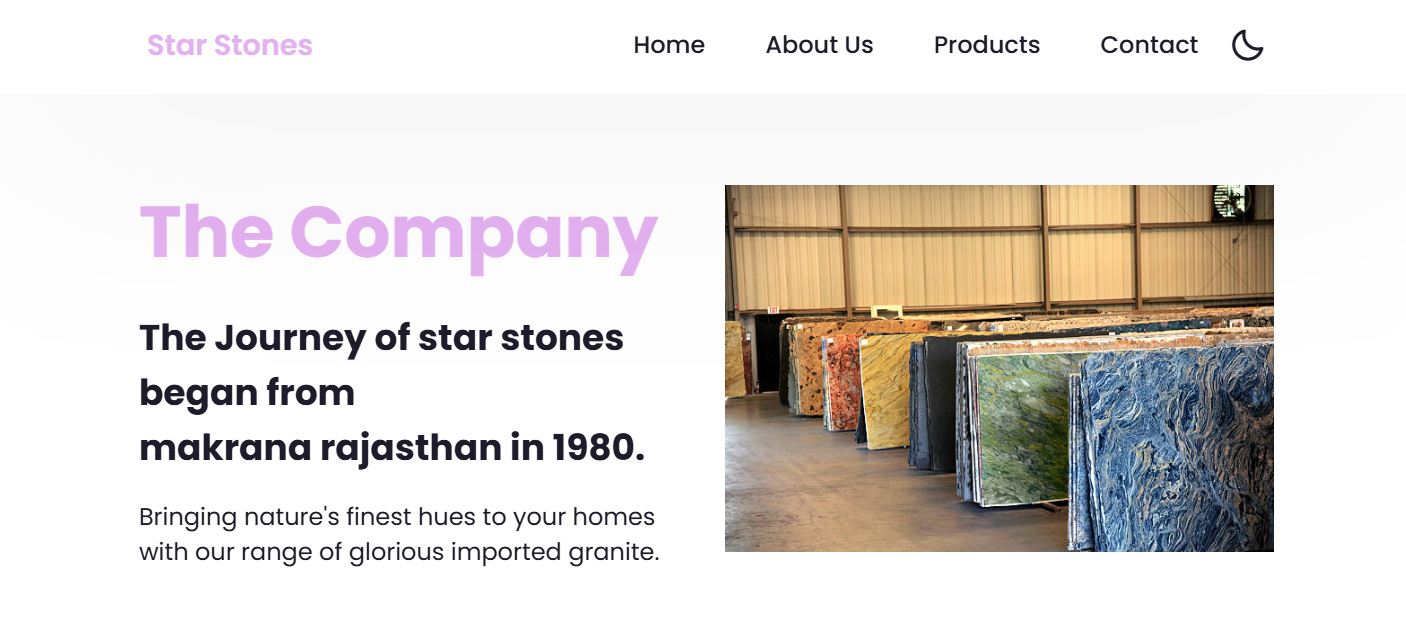 Star Stones
Home About Us Products Contact
The Company
The Journey of star stones
began from
makrana rajasthan in 1980.
Bringing nature's finest hues to your homes
with our range of glorious imported granite.